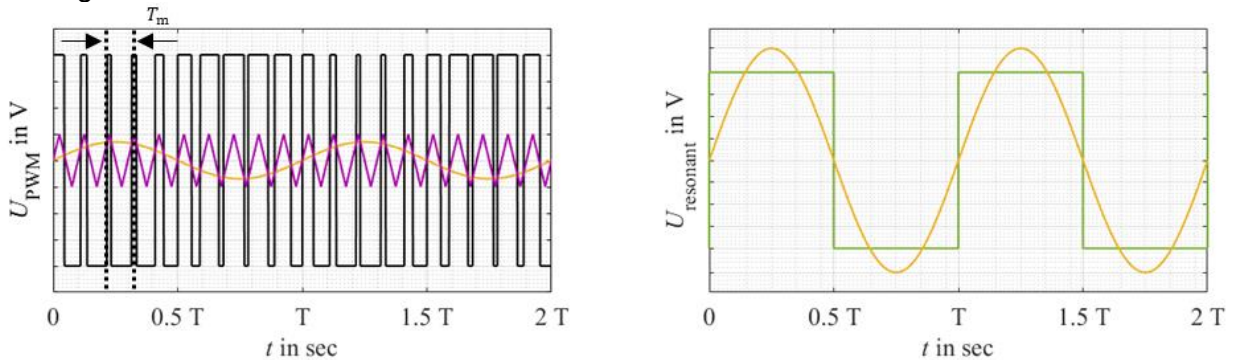 T_m
U_PWM in V
0 0.5 T T 1.5 T 2 T
t in sec
U_resonant in V
0 0.5 T T 1.5 T 2 T
t in sec